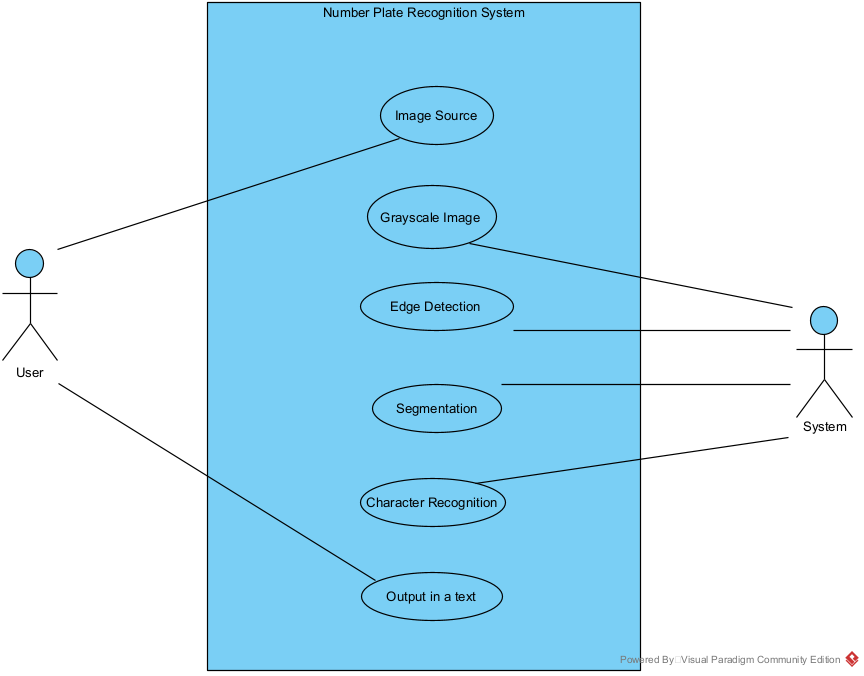 Number Plate Recognition System
Image Source
Grayscale Image
Edge Detection
User
Segmentation
System
Character Recognition
Output in a text
Powered By Visual Paradigm Community Edition